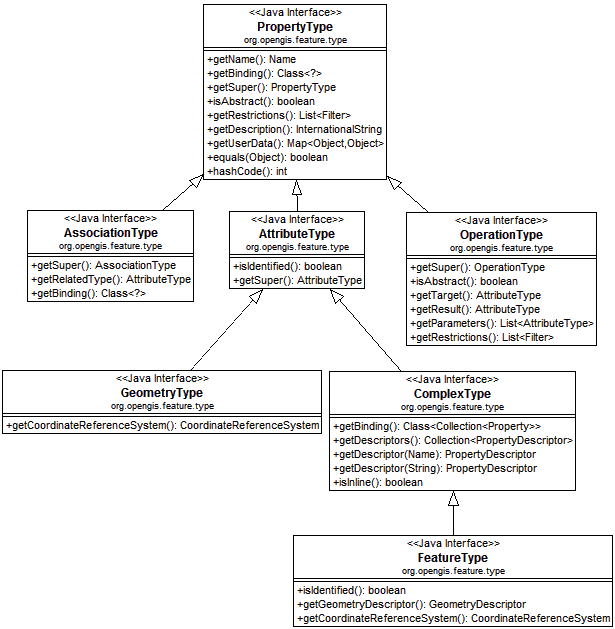 <<Java Interface>>
PropertyType
org.opengis.feature.type
+getName(): Name
+getBinding(): Class<?>
+getSuper(): PropertyType
+isAbstract(): boolean
+getRestrictions(): List<Filter>
+getDescription(): InternationalString
+getUserData(): Map<Object,Object>
+equals(Object): boolean
+hashCode(): int
<<Java Interface>>
AssociationType
org.opengis.feature.type
+getSuper(): AssociationType
+getRelatedType(): AttributeType
+getBinding(): Class<?>
<<Java Interface>>
AttributeType
org.opengis.feature.type
+isIdentified(): boolean
+getSuper(): AttributeType
<<Java Interface>>
OperationType
org.opengis.feature.type
+getSuper(): OperationType
+isAbstract(): boolean
+getTarget(): AttributeType
+getResult(): AttributeType
+getParameters(): List<AttributeType>
+getRestrictions(): List<Filter>
<<Java Interface>>
GeometryType
org.opengis.feature.type
+getCoordinateReferenceSystem(): CoordinateReferenceSystem
<<Java Interface>>
ComplexType
org.opengis.feature.type
+getBinding(): Class<Collection<Property>>
+getDescriptors(): Collection<PropertyDescriptor>
+getDescriptor(Name): PropertyDescriptor
+getDescriptor(String): PropertyDescriptor
+isInline(): boolean
<<Java Interface>>
FeatureType
org.opengis.feature.type
+isIdentified(): boolean
+getGeometryDescriptor(): GeometryDescriptor
+getCoordinateReferenceSystem(): CoordinateReferenceSystem